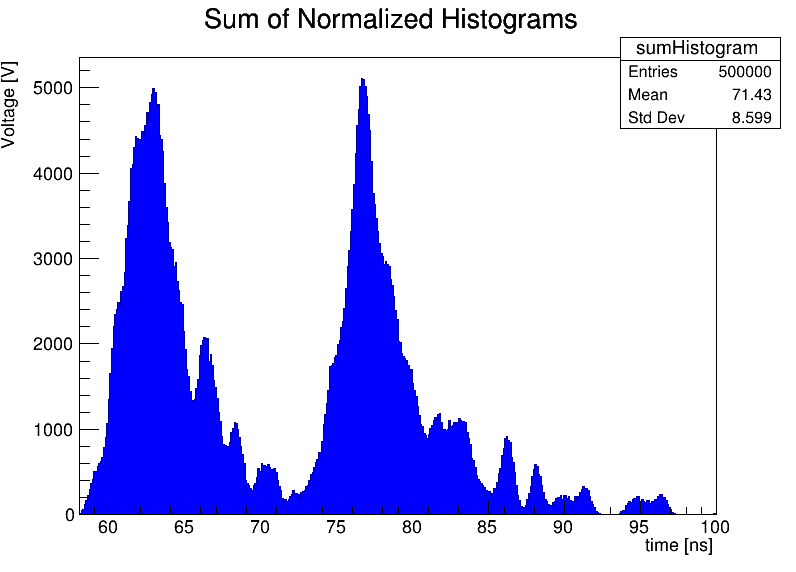 Sum of Normalized Histograms
sumHistogram
Entries 500000
Mean 71.43
Std Dev 8.599
Voltage [V]
5000
4000
3000
2000
1000
0
60 65 70 75 80 85 90 95 100
time [ns]